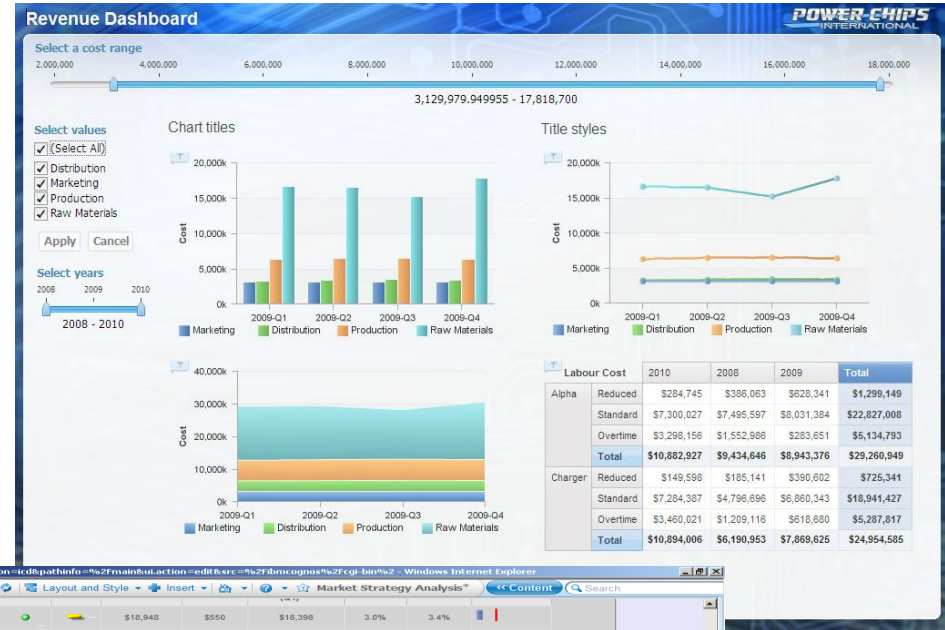 Revenue Dashboard
POWER-CHIPS
INTERNATIONAL
Select a cost range
2,000,000 4,000,000 6,000,000 8,000,000 10,000,000 12,000,000 14,000,000 16,000,000 18,000,000
3,129,979.949955 - 17,818,700
Select values
(Select All)
Distribution
Marketing
Production
Raw Materials
Apply Cancel
Select years
2008 2009 2010
2008 - 2010
Chart titles
20,000k
15,000k
10,000k
5,000k
0k
Cost
2009-Q1 2009-Q2 2009-Q3 2009-Q4
Marketing Distribution Production Raw Materials
Title styles
20,000k
15,000k
10,000k
5,000k
0k
Cost
2009-Q1 2009-Q2 2009-Q3 2009-Q4
Marketing Distribution Production Raw Materials
40,000k
30,000k
20,000k
10,000k
0k
Cost
2009-Q1 2009-Q2 2009-Q3 2009-Q4
Marketing Distribution Production Raw Materials
Labour Cost 2010 2008 2009 Total
Alpha Reduced $284,745 $386,063 $628,341 $1,299,149
Standard $7,300,027 $7,495,597 $8,031,384 $22,827,008
Overtime $3,298,156 $1,552,986 $283,651 $5,134,793
Total $10,882,927 $9,434,646 $8,943,376 $29,260,949
Charger Reduced $149,598 $185,141 $390,602 $725,341
Standard $7,284,387 $4,796,696 $6,860,343 $18,941,427
Overtime $3,460,021 $1,209,116 $618,680 $5,287,817
Total $10,894,006 $6,190,953 $7,869,625 $24,954,585
on=icd&pathinfo=%2Fmain&ui.action=edit&src=%2Fibmcognos%2Fcgi-bin%2 - Windows Internet Explorer
Layout and Style Insert Market Strategy Analysis* << Content Search
$18,948 $550 $18,398 3.0% 3.4%